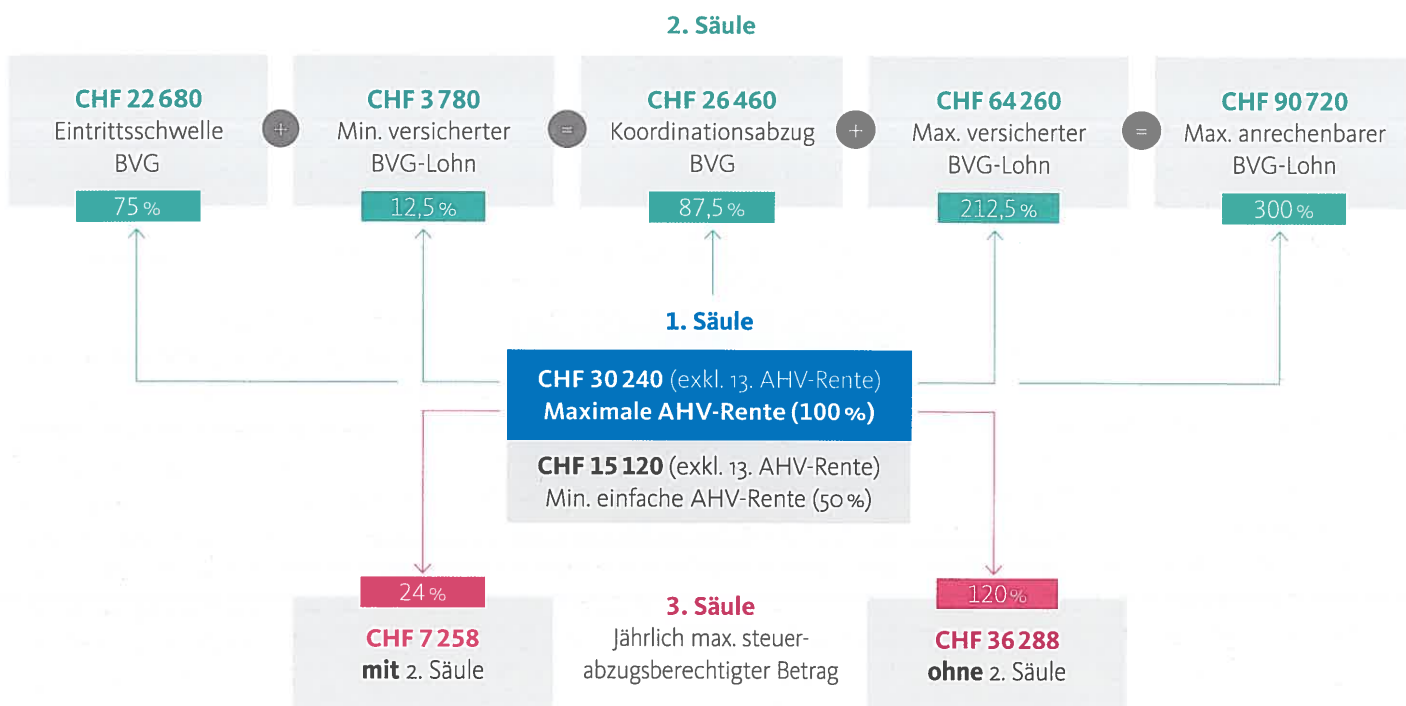 2. Säule
CHF 22 680
Eintrittsschwelle
BVG
75 %
+
CHF 3 780
Min. versicherter
BVG-Lohn
12,5 %
=
CHF 26 460
Koordinationsabzug
BVG
87,5 %
+
CHF 64 260
Max. versicherter
BVG-Lohn
212,5 %
=
CHF 90 720
Max. anrechenbarer
BVG-Lohn
300 %
1. Säule
CHF 30 240 (exkl. 13. AHV-Rente)
Maximale AHV-Rente (100 %)
CHF 15 120 (exkl. 13. AHV-Rente)
Min. einfache AHV-Rente (50 %)
24 %
CHF 7 258
mit 2. Säule
3. Säule
Jährlich max. steuer-
abzugsberechtigter Betrag
120 %
CHF 36 288
ohne 2. Säule